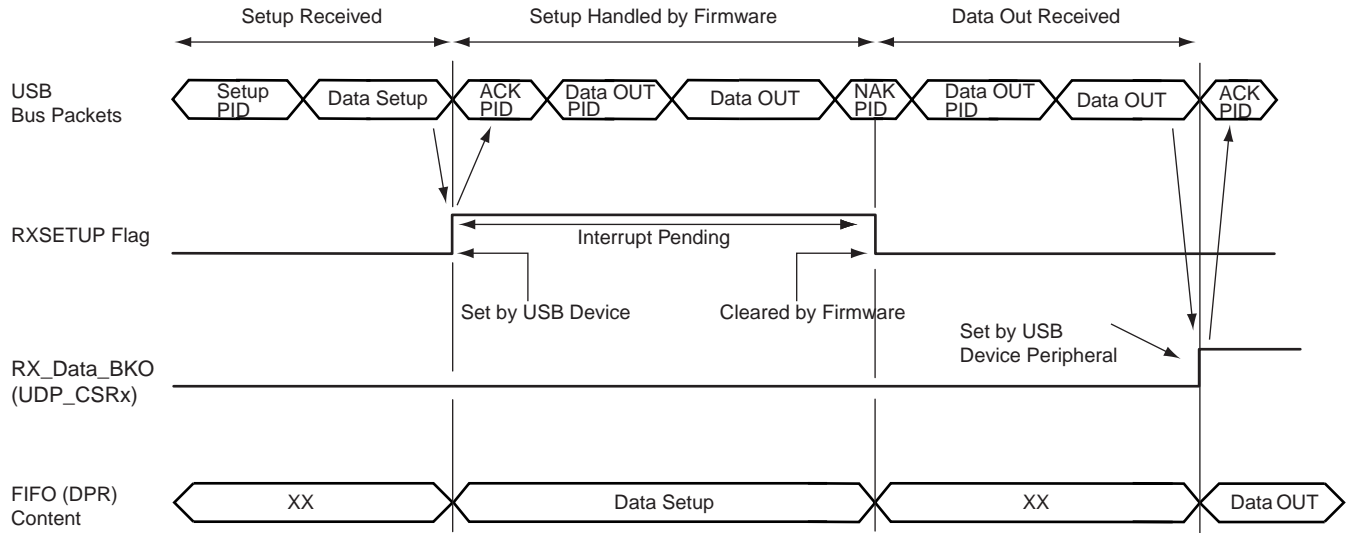 Setup Received
Setup Handled by Firmware
Data Out Received
USB
Bus Packets
Setup
PID
Data Setup
ACK
PID
Data OUT
PID
Data OUT
NAK
PID
Data OUT
PID
Data OUT
ACK
PID
RXSETUP Flag
Interrupt Pending
Set by USB Device
Cleared by Firmware
Set by USB
Device Peripheral
RX_Data_BKO
(UDP_CSRx)
FIFO (DPR)
Content
XX
Data Setup
XX
Data OUT